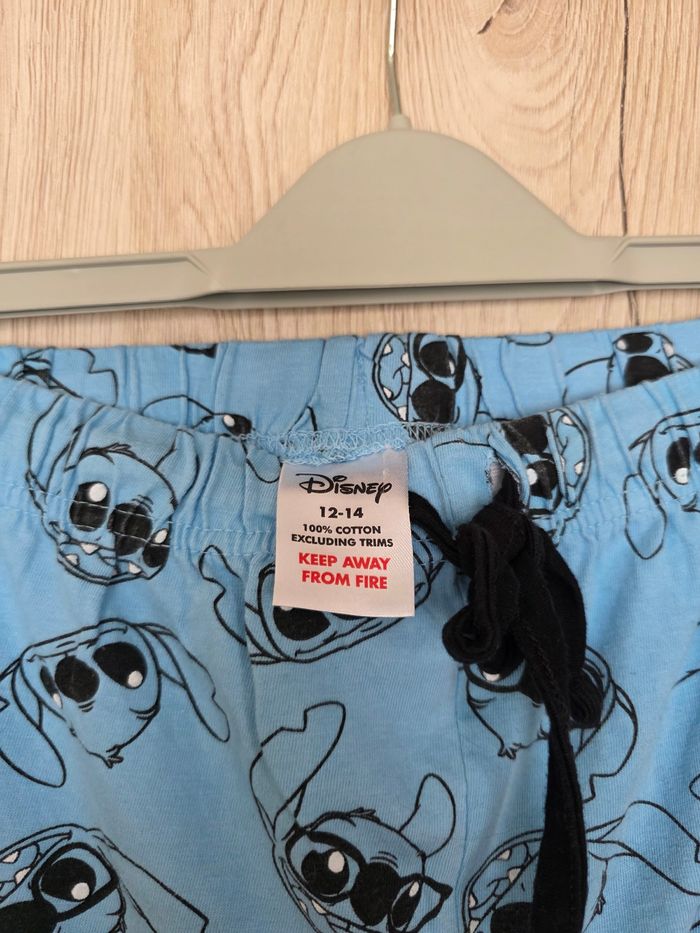 Disney
12-14
100% COTTON
EXCLUDING TRIMS
KEEP AWAY
FROM FIRE